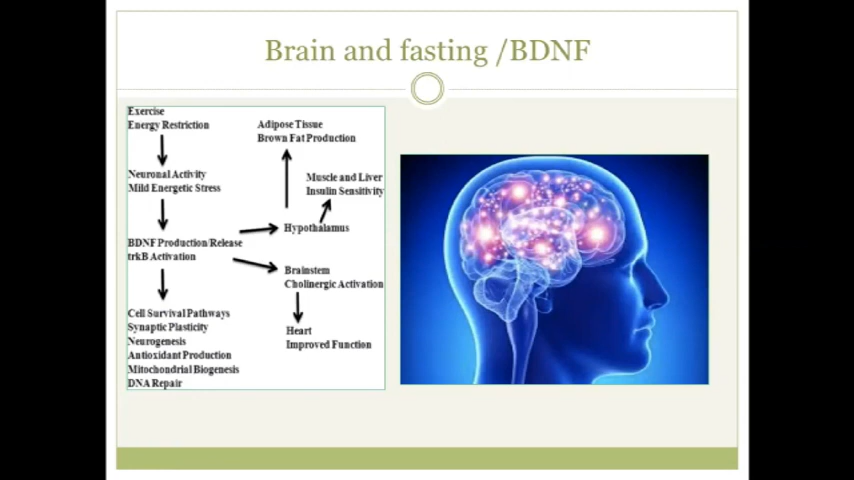 Brain and fasting /BDNF
Exercise
Energy Restriction
Neuronal Activity
Mild Energetic Stress
BDNF Production/Release
trkB Activation
Cell Survival Pathways
Synaptic Plasticity
Neurogenesis
Antioxidant Production
Mitochondrial Biogenesis
DNA Repair
Adipose Tissue
Brown Fat Production
Muscle and Liver
Insulin Sensitivity
Hypothalamus
Brainstem
Cholinergic Activation
Heart
Improved Function